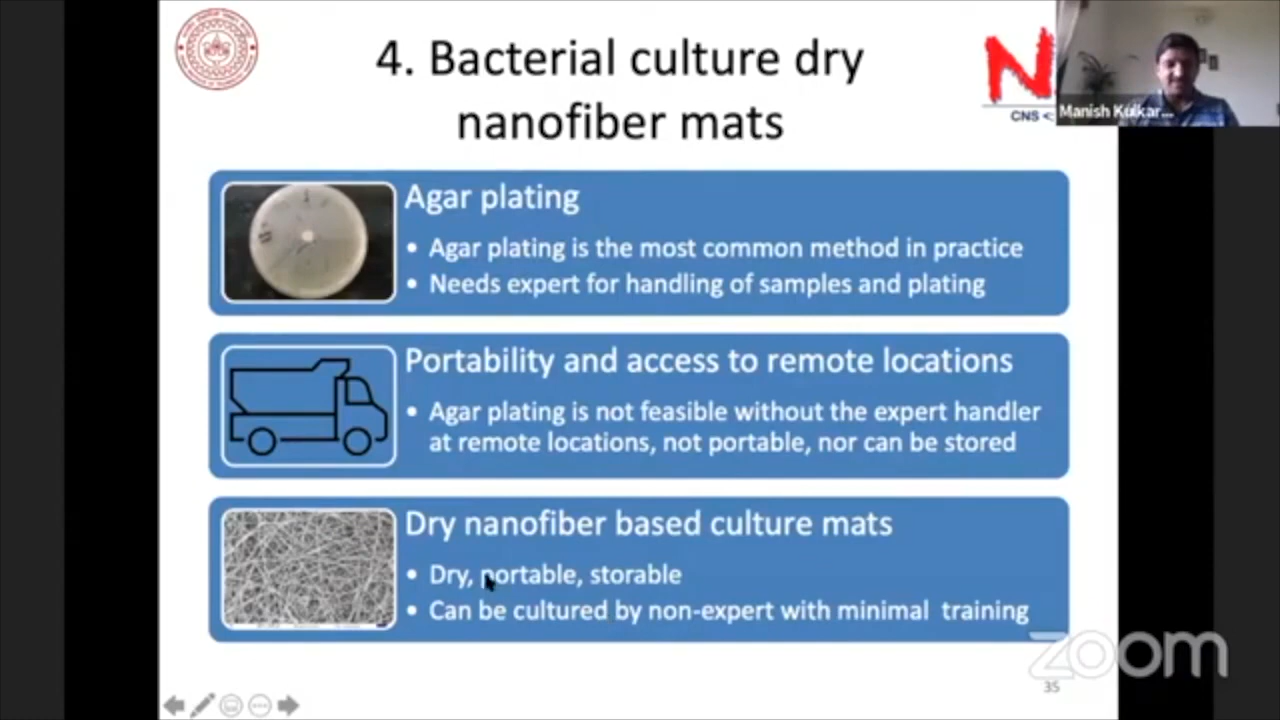 4. Bacterial culture dry
nanofiber mats
N
CNS <
Manish Kulkar...
Agar plating
• Agar plating is the most common method in practice
• Needs expert for handling of samples and plating
Portability and access to remote locations
• Agar plating is not feasible without the expert handler
at remote locations, not portable, nor can be stored
Dry nanofiber based culture mats
• Dry, portable, storable
• Can be cultured by non-expert with minimal training
zoom
35